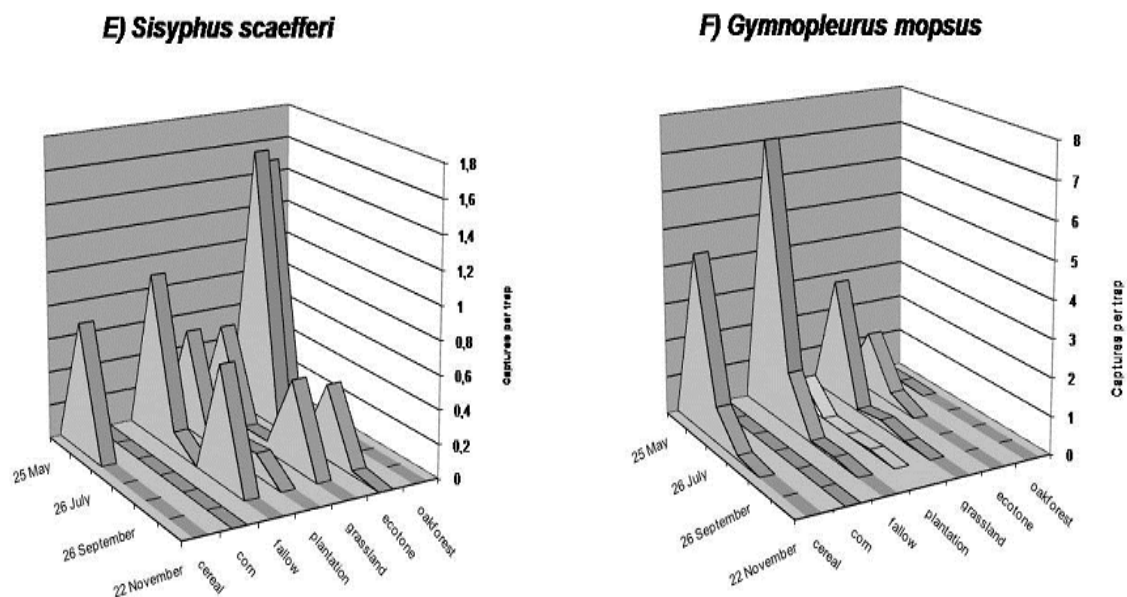 E) Sisyphus scaefferi
1,8
1,6
1,4
1,2
1
0,8
0,6
0,4
0,2
0
Captures per trap
25 May
26 July
26 September
22 November
cereal
corn
fallow
plantation
grassland
ecotone
oakforest
F) Gymnopleurus mopsus
8
7
6
5
4
3
2
1
0
Captures per trap
25 May
26 July
26 September
22 November
cereal
corn
fallow
plantation
grassland
ecotone
oakforest